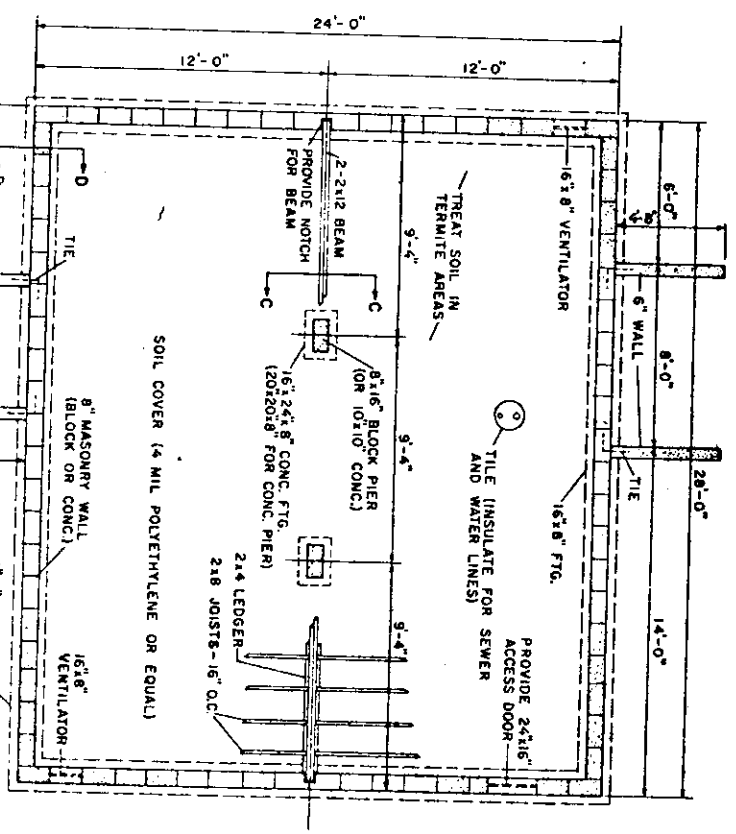 28'-0"
6'-0"
8'-0"
14'-0"
4'-8"
6" WALL
TIE
16"x8" VENTILATOR
16"x8" FTG.
PROVIDE 24"x16"
ACCESS DOOR
TREAT SOIL IN
TERMITE AREAS
TILE (INSULATE FOR SEWER
AND WATER LINES)
9'-4"
9'-4"
9'-4"
24'-0"
12'-0"
12'-0"
2-2x12 BEAM
PROVIDE NOTCH
FOR BEAM
C
C
8"x16" BLOCK PIER
(OR 10"x10" CONC.)
16"x24"x8" CONC. FTG.
(20"x20"x8" FOR CONC. PIER)
2x4 LEDGER
2x8 JOISTS-16" O.C.
SOIL COVER (4 MIL POLYETHYLENE OR EQUAL)
D
TIE
8" MASONRY WALL
(BLOCK OR CONC.)
16"x8"
VENTILATOR